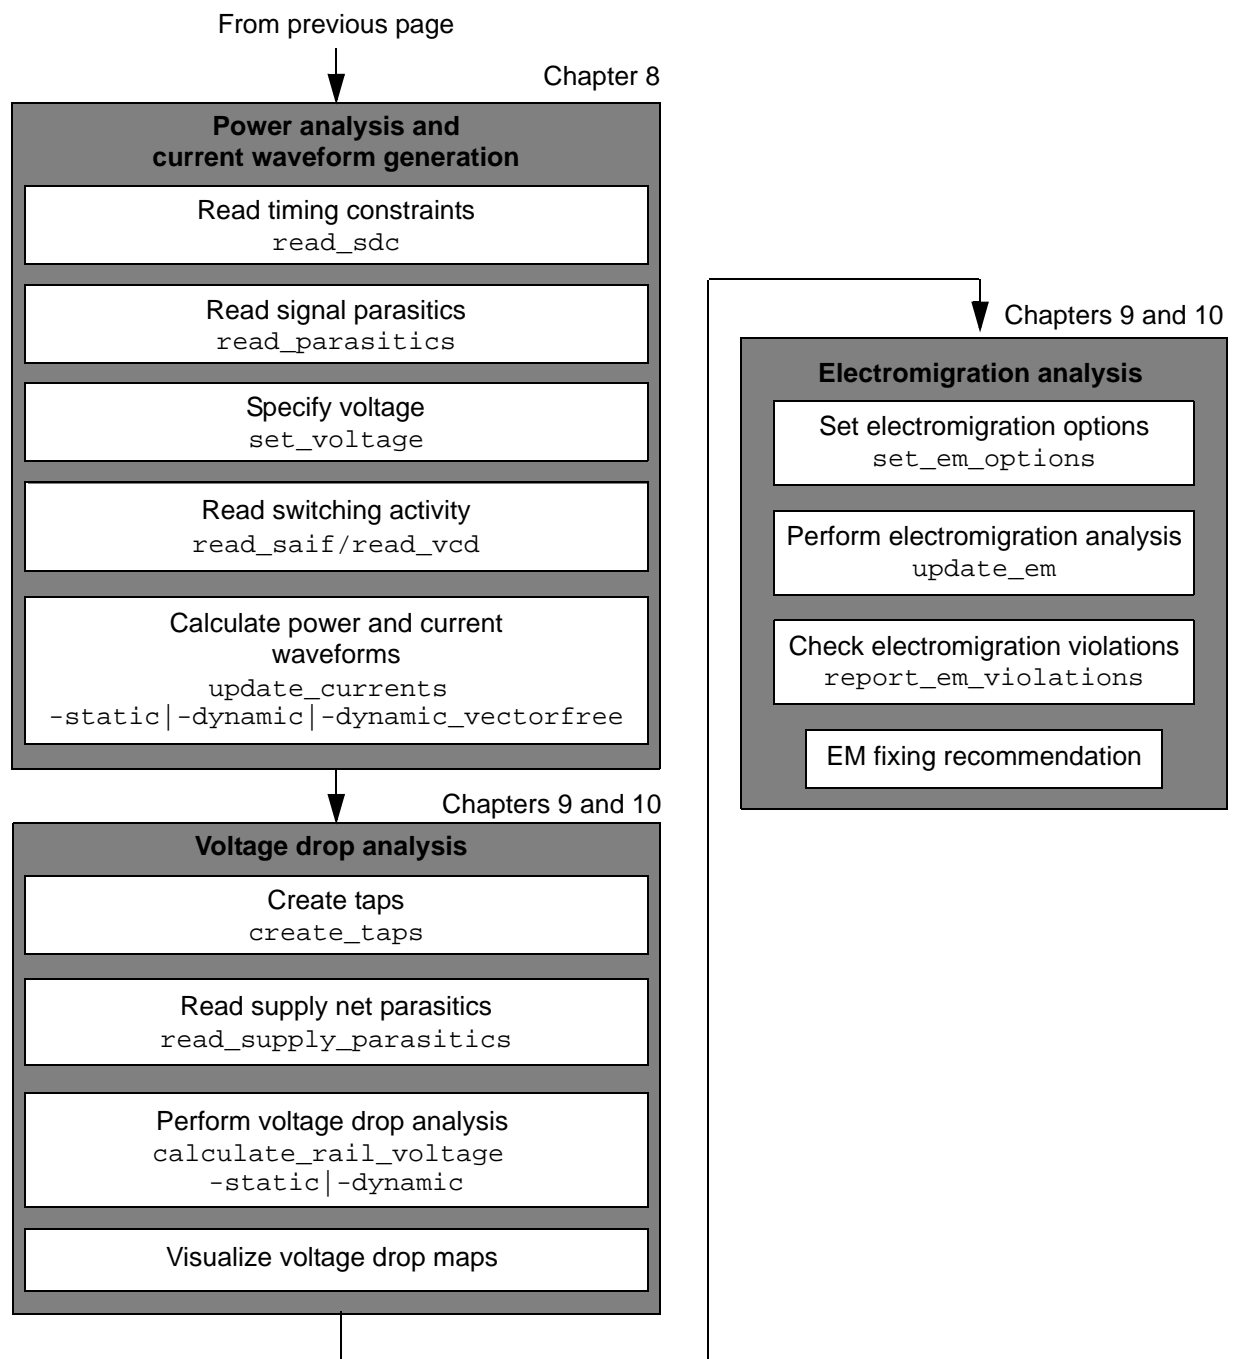 From previous page
Chapter 8
Power analysis and
current waveform generation
Read timing constraints
read_sdc
Read signal parasitics
read_parasitics
Specify voltage
set_voltage
Read switching activity
read_saif/read_vcd
Calculate power and current
waveforms
update_currents
-static|-dynamic|-dynamic_vectorfree
Chapters 9 and 10
Voltage drop analysis
Create taps
create_taps
Read supply net parasitics
read_supply_parasitics
Perform voltage drop analysis
calculate_rail_voltage
-static|-dynamic
Visualize voltage drop maps
Chapters 9 and 10
Electromigration analysis
Set electromigration options
set_em_options
Perform electromigration analysis
update_em
Check electromigration violations
report_em_violations
EM fixing recommendation